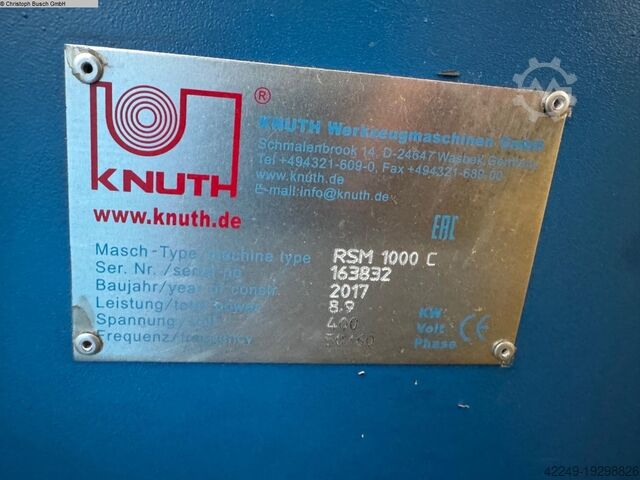 © Christoph Busch GmbH
®
KNUTH
www.knuth.de
KNUTH Werkzeugmaschinen GmbH
Schmalenbrook 14, D-24647 Wasbek, Germany
Tel +494321-609-0, Fax +494321-689-00
www.knuth.de
E-mail:info@knuth.de
EAC
Masch-Type/machine type RSM 1000 C
Ser. Nr./serial no 163832
Baujahr/year of constr. 2017
Leistung/total power 8.9 KW
Spannung / 400 Volt
Frequenz/frequency 50/60 Phase
CE
42249-19298826